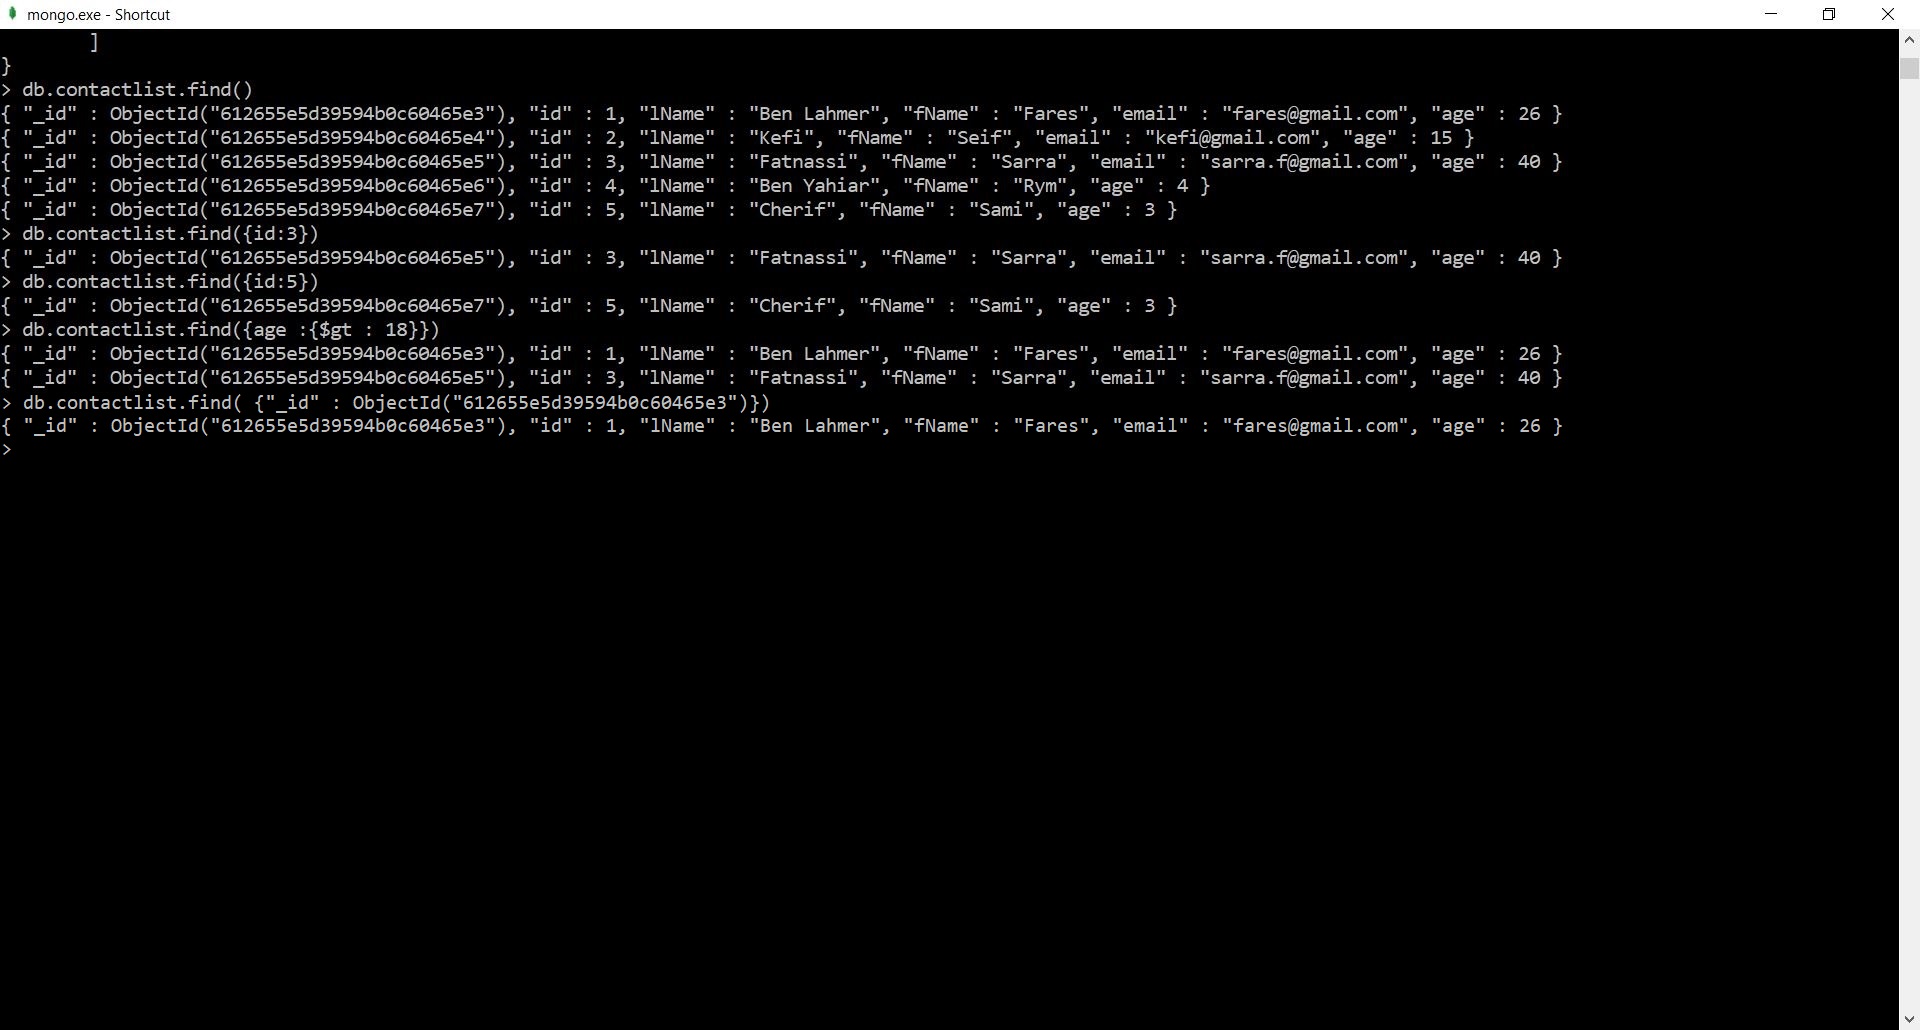 mongo.exe - Shortcut
]
}
> db.contactlist.find()
{ "_id" : ObjectId("612655e5d39594b0c60465e3"), "id" : 1, "lName" : "Ben Lahmer", "fName" : "Fares", "email" : "fares@gmail.com", "age" : 26 }
{ "_id" : ObjectId("612655e5d39594b0c60465e4"), "id" : 2, "lName" : "Kefi", "fName" : "Seif", "email" : "kefi@gmail.com", "age" : 15 }
{ "_id" : ObjectId("612655e5d39594b0c60465e5"), "id" : 3, "lName" : "Fatnassi", "fName" : "Sarra", "email" : "sarra.f@gmail.com", "age" : 40 }
{ "_id" : ObjectId("612655e5d39594b0c60465e6"), "id" : 4, "lName" : "Ben Yahiar", "fName" : "Rym", "age" : 4 }
{ "_id" : ObjectId("612655e5d39594b0c60465e7"), "id" : 5, "lName" : "Cherif", "fName" : "Sami", "age" : 3 }
> db.contactlist.find({id:3})
{ "_id" : ObjectId("612655e5d39594b0c60465e5"), "id" : 3, "lName" : "Fatnassi", "fName" : "Sarra", "email" : "sarra.f@gmail.com", "age" : 40 }
> db.contactlist.find({id:5})
{ "_id" : ObjectId("612655e5d39594b0c60465e7"), "id" : 5, "lName" : "Cherif", "fName" : "Sami", "age" : 3 }
> db.contactlist.find({age :{$gt : 18}})
{ "_id" : ObjectId("612655e5d39594b0c60465e3"), "id" : 1, "lName" : "Ben Lahmer", "fName" : "Fares", "email" : "fares@gmail.com", "age" : 26 }
{ "_id" : ObjectId("612655e5d39594b0c60465e5"), "id" : 3, "lName" : "Fatnassi", "fName" : "Sarra", "email" : "sarra.f@gmail.com", "age" : 40 }
> db.contactlist.find( {"_id" : ObjectId("612655e5d39594b0c60465e3")})
{ "_id" : ObjectId("612655e5d39594b0c60465e3"), "id" : 1, "lName" : "Ben Lahmer", "fName" : "Fares", "email" : "fares@gmail.com", "age" : 26 }
>